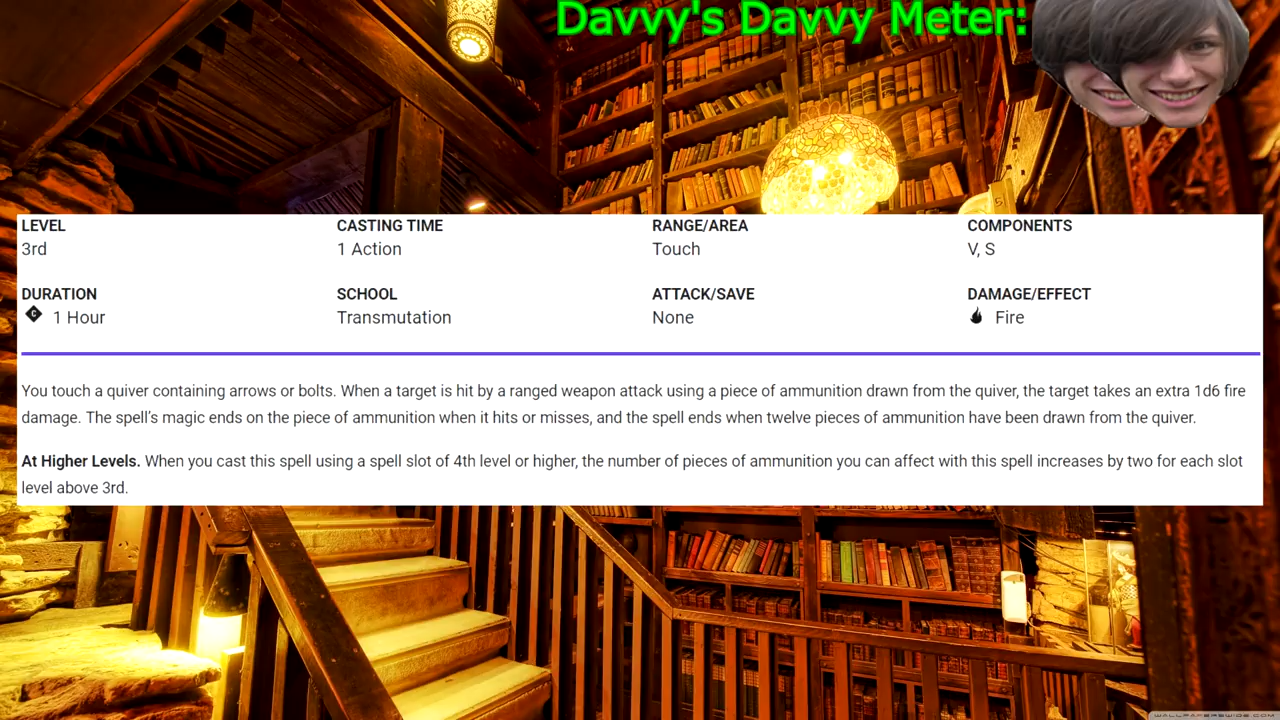 Davvy's Davvy Meter:
LEVEL CASTING TIME RANGE/AREA COMPONENTS
3rd 1 Action Touch V, S
DURATION SCHOOL ATTACK/SAVE DAMAGE/EFFECT
C 1 Hour Transmutation None Fire
You touch a quiver containing arrows or bolts. When a target is hit by a ranged weapon attack using a piece of ammunition drawn from the quiver, the target takes an extra 1d6 fire
damage. The spell's magic ends on the piece of ammunition when it hits or misses, and the spell ends when twelve pieces of ammunition have been drawn from the quiver.
At Higher Levels. When you cast this spell using a spell slot of 4th level or higher, the number of pieces of ammunition you can affect with this spell increases by two for each slot
level above 3rd.
5
WALLPAPERSWIDE.COM